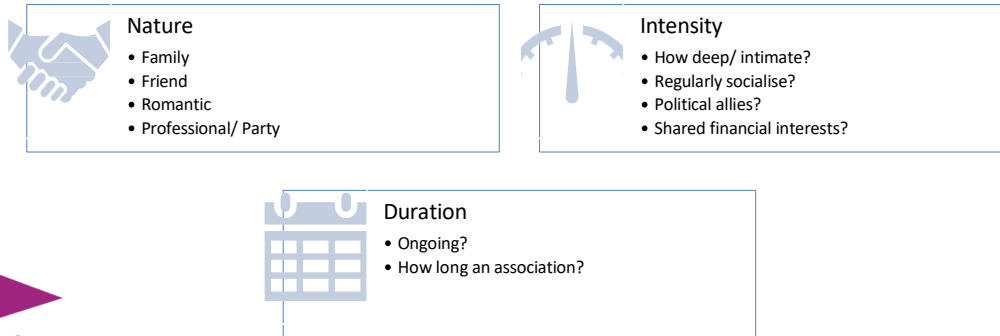 Nature
• Family
• Friend
• Romantic
• Professional/ Party
Intensity
• How deep/ intimate?
• Regularly socialise?
• Political allies?
• Shared financial interests?
Duration
• Ongoing?
• How long an association?